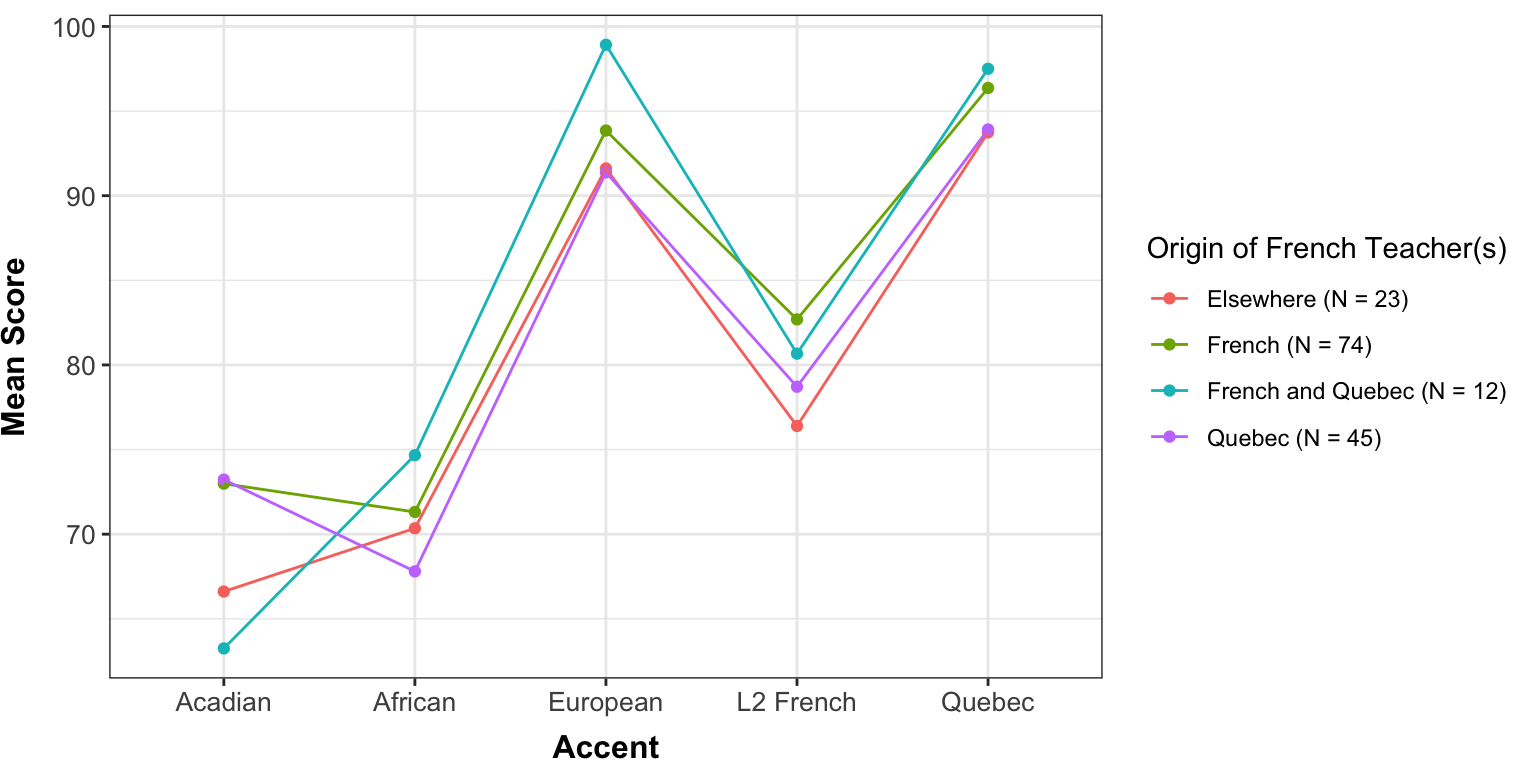 100
90
80
70
Mean Score
Acadian
African
European
L2 French
Quebec
Accent
Origin of French Teacher(s)
Elsewhere (N = 23)
French (N = 74)
French and Quebec (N = 12)
Quebec (N = 45)